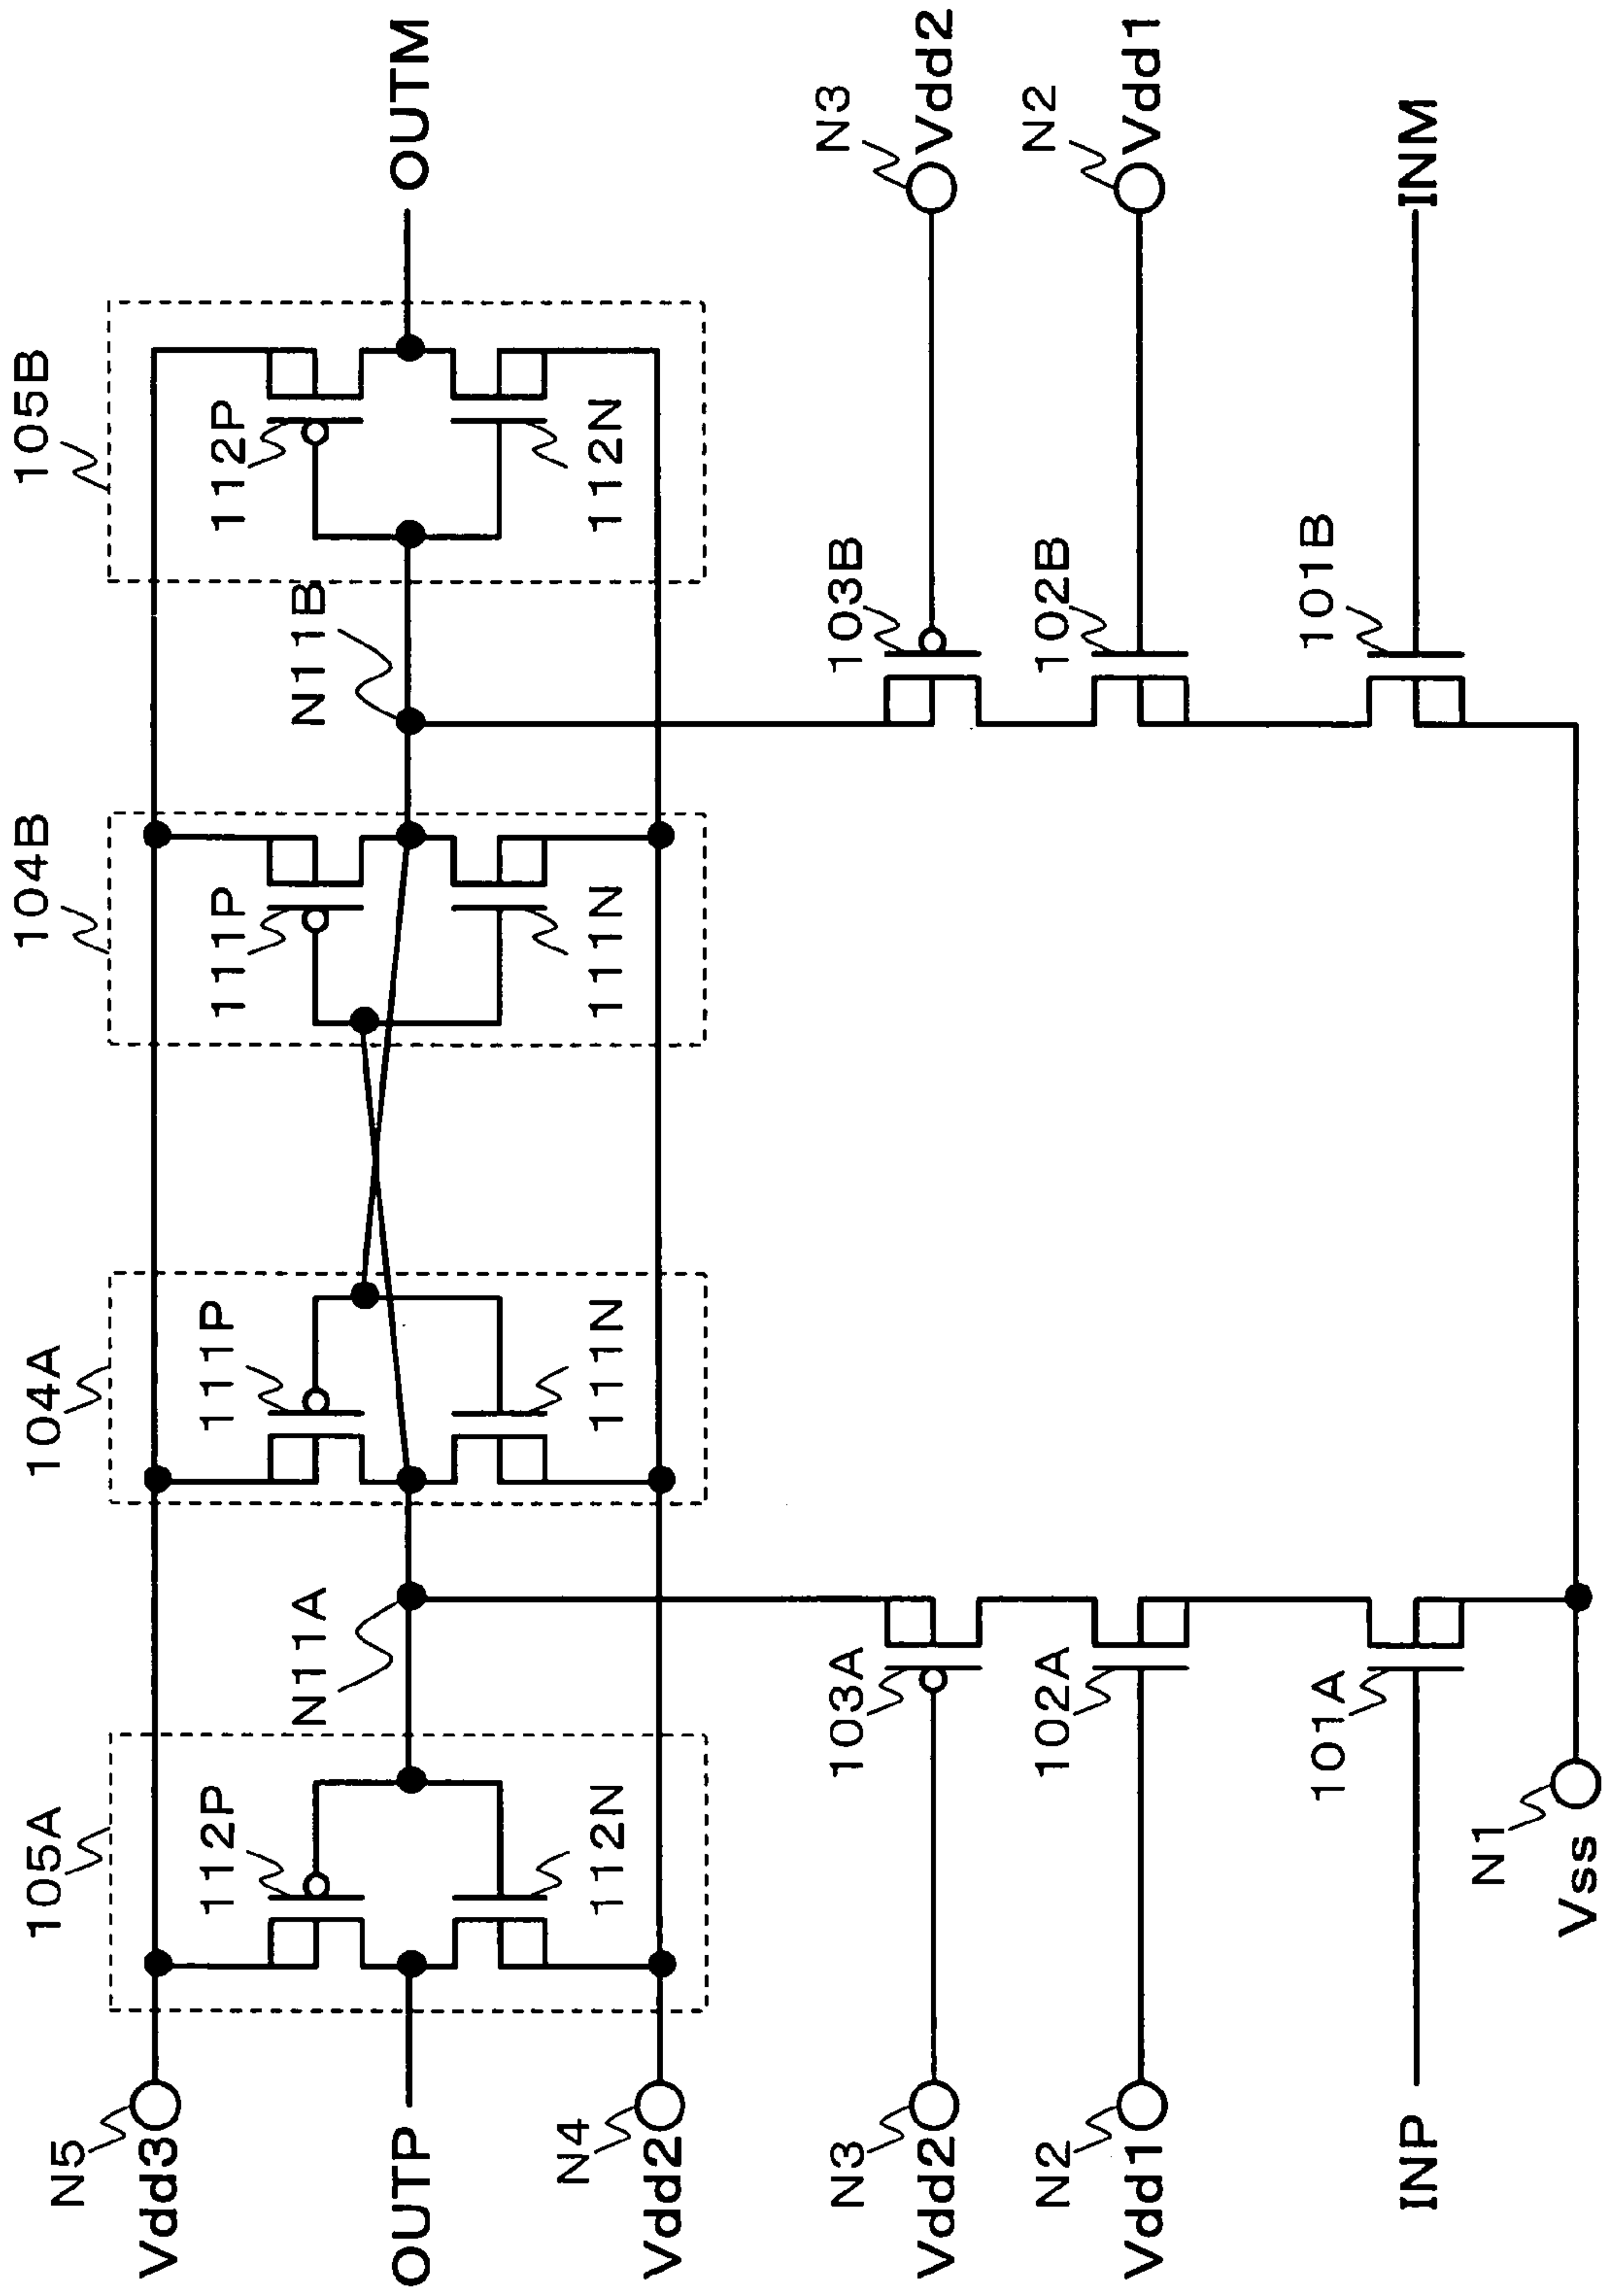 105A
104A
104B
105B
N5
Vdd3
112P
111P
111P
112P
N11A
N11B
OUTP
OUTM
N4
112N
111N
111N
112N
Vdd2
N3
103A
103B
N3
Vdd2
Vdd2
N2
102A
102B
N2
Vdd1
Vdd1
101A
101B
INP
INM
N1
Vss